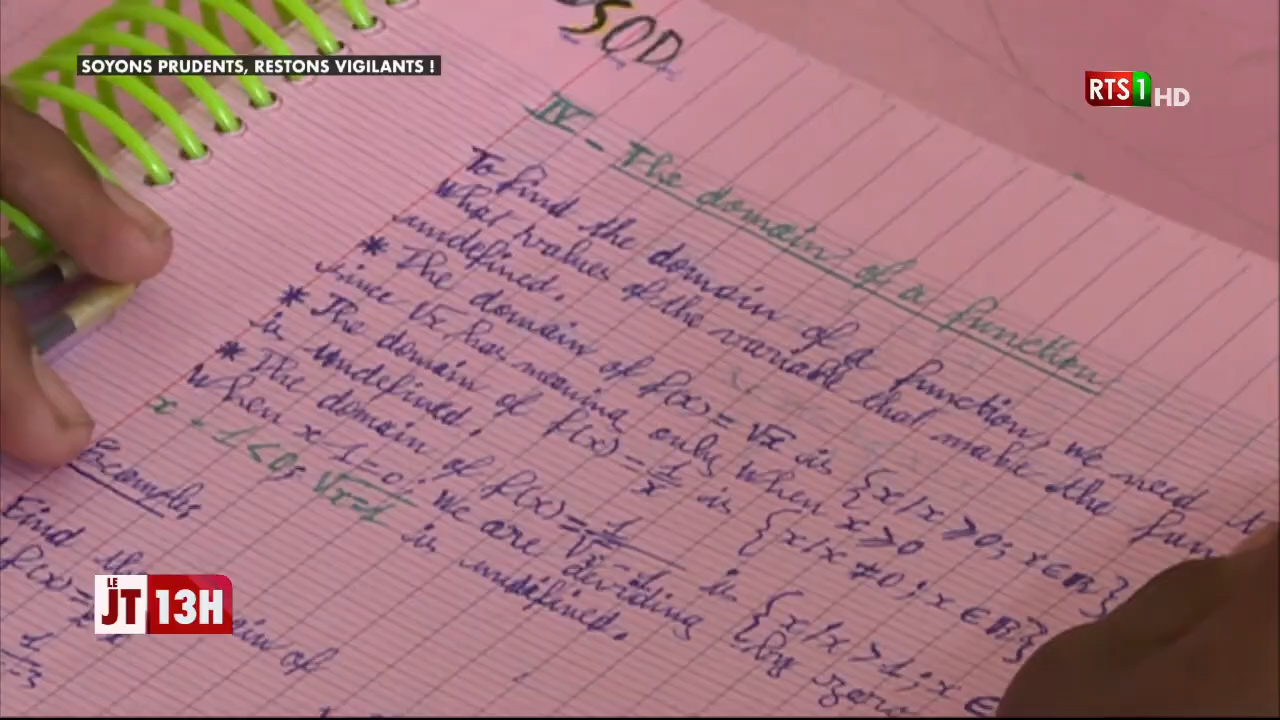 SOYONS PRUDENTS, RESTONS VIGILANTS !
RTS 1 HD
SOD
IV - The domain of a function
To find the domain of a function, we need
what values of the variable that make the fun
undefined.
* The domain of f(x) = √x is {x/x ⩾ 0; x ∈ ℝ}
since √x has meaning only when x ⩾ 0
* The domain of f(x) = 1/x is {x/x ≠ 0; x ∈ ℝ}
is undefined.
* The domain of f(x) = 1/√x-1 is {x/x > 1; x ∈
When x-1=0; we are dividing by zero
x-1<0; √x-1 is undefined.
Example
Find the domain of
f(x) =
LE JT 13H